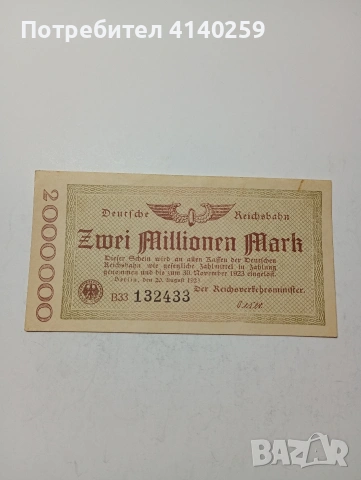 Потребител 4140259
2000000
Deutsche Reichsbahn
Zwei Millionen Mark
Dieser Schein wird an allen Kassen der Deutschen
Reichsbahn wie gesetzliche Zahlmittel in Zahlung
genommen und bis zum 30. November 1923 eingelöst.
Berlin, den 20. August 1923
Der Reichsverkehrsminister.
B33 132433
BAZAR